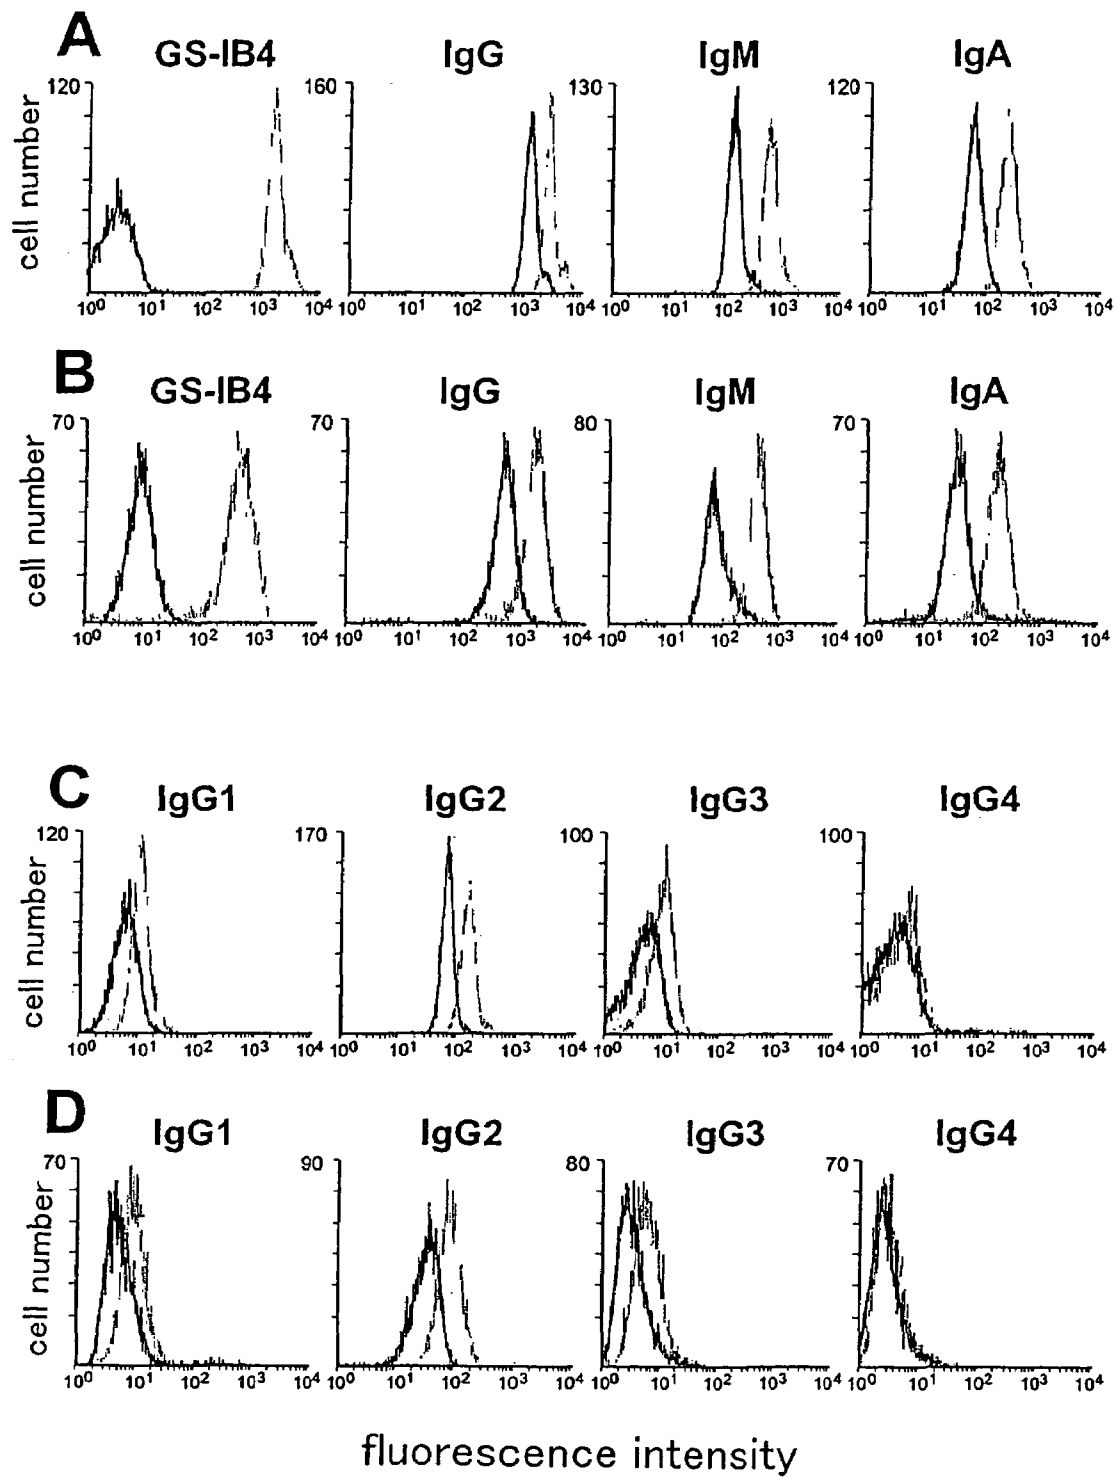 A
GS-IB4 IgG IgM IgA
120 160 130 120
cell number
10⁰ 10¹ 10² 10³ 10⁴ 10⁰ 10¹ 10² 10³ 10⁴ 10⁰ 10¹ 10² 10³ 10⁴ 10⁰ 10¹ 10² 10³ 10⁴
B
GS-IB4 IgG IgM IgA
70 70 80 70
cell number
10⁰ 10¹ 10² 10³ 10⁴ 10⁰ 10¹ 10² 10³ 10⁴ 10⁰ 10¹ 10² 10³ 10⁴ 10⁰ 10¹ 10² 10³ 10⁴
C
IgG1 IgG2 IgG3 IgG4
120 170 100 100
cell number
10⁰ 10¹ 10² 10³ 10⁴ 10⁰ 10¹ 10² 10³ 10⁴ 10⁰ 10¹ 10² 10³ 10⁴ 10⁰ 10¹ 10² 10³ 10⁴
D
IgG1 IgG2 IgG3 IgG4
70 90 80 70
cell number
10⁰ 10¹ 10² 10³ 10⁴ 10⁰ 10¹ 10² 10³ 10⁴ 10⁰ 10¹ 10² 10³ 10⁴ 10⁰ 10¹ 10² 10³ 10⁴
fluorescence intensity